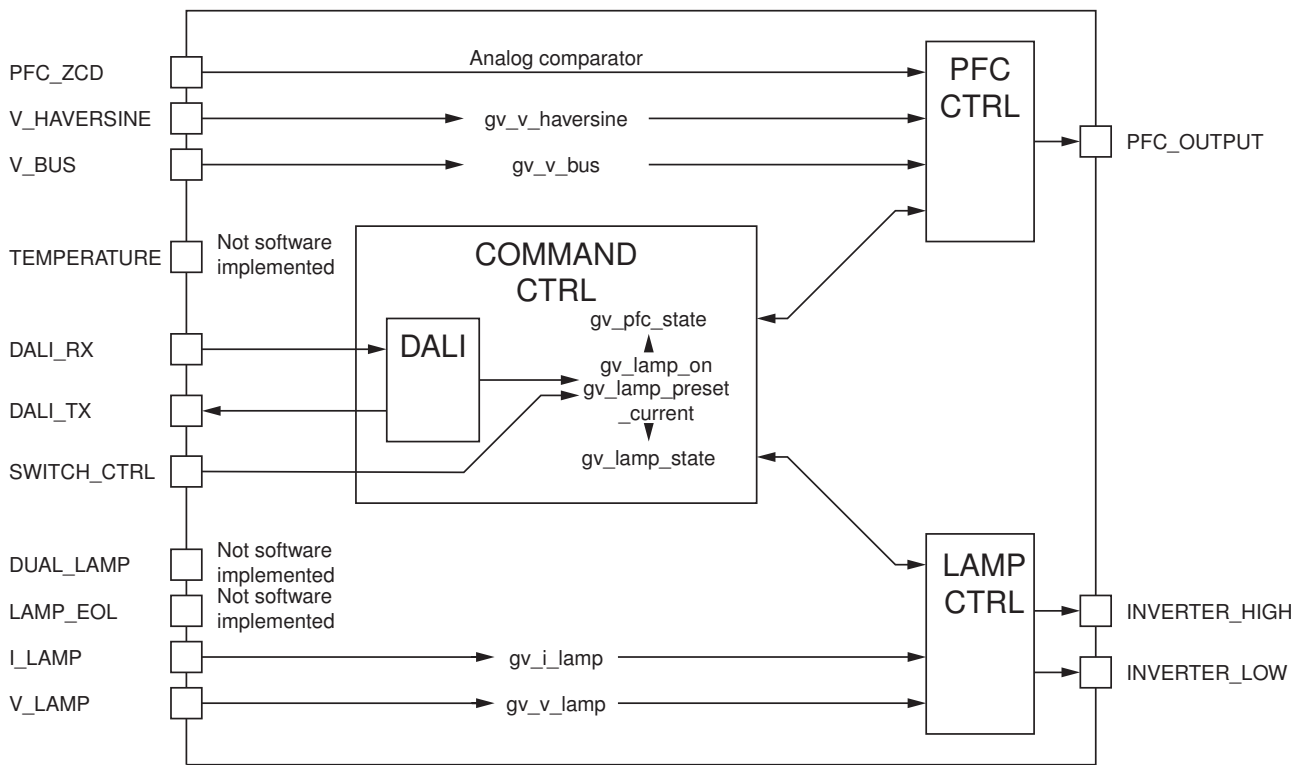 PFC_ZCD
Analog comparator
PFC
CTRL
V_HAVERSINE
gv_v_haversine
V_BUS
gv_v_bus
PFC_OUTPUT
TEMPERATURE
Not software
implemented
COMMAND
CTRL
gv_pfc_state
DALI_RX
DALI
gv_lamp_on
gv_lamp_preset
_current
DALI_TX
gv_lamp_state
SWITCH_CTRL
DUAL_LAMP
Not software
implemented
LAMP_EOL
Not software
implemented
LAMP
CTRL
INVERTER_HIGH
I_LAMP
gv_i_lamp
INVERTER_LOW
V_LAMP
gv_v_lamp